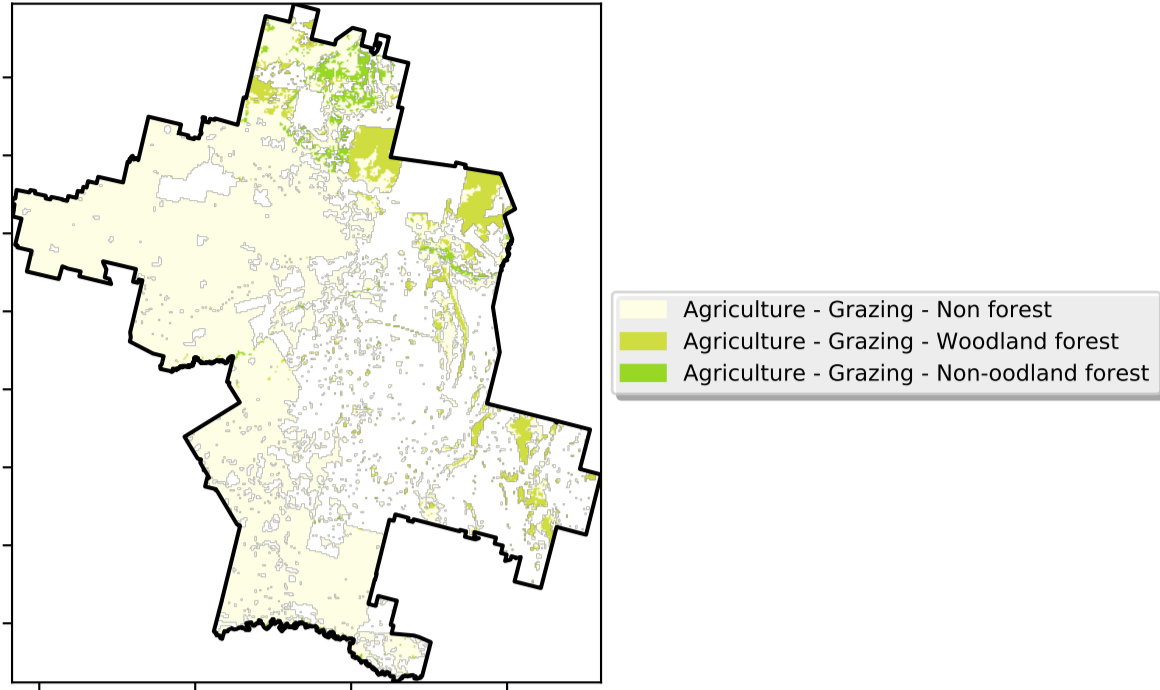 Agriculture - Grazing - Non forest
Agriculture - Grazing - Woodland forest
Agriculture - Grazing - Non-oodland forest